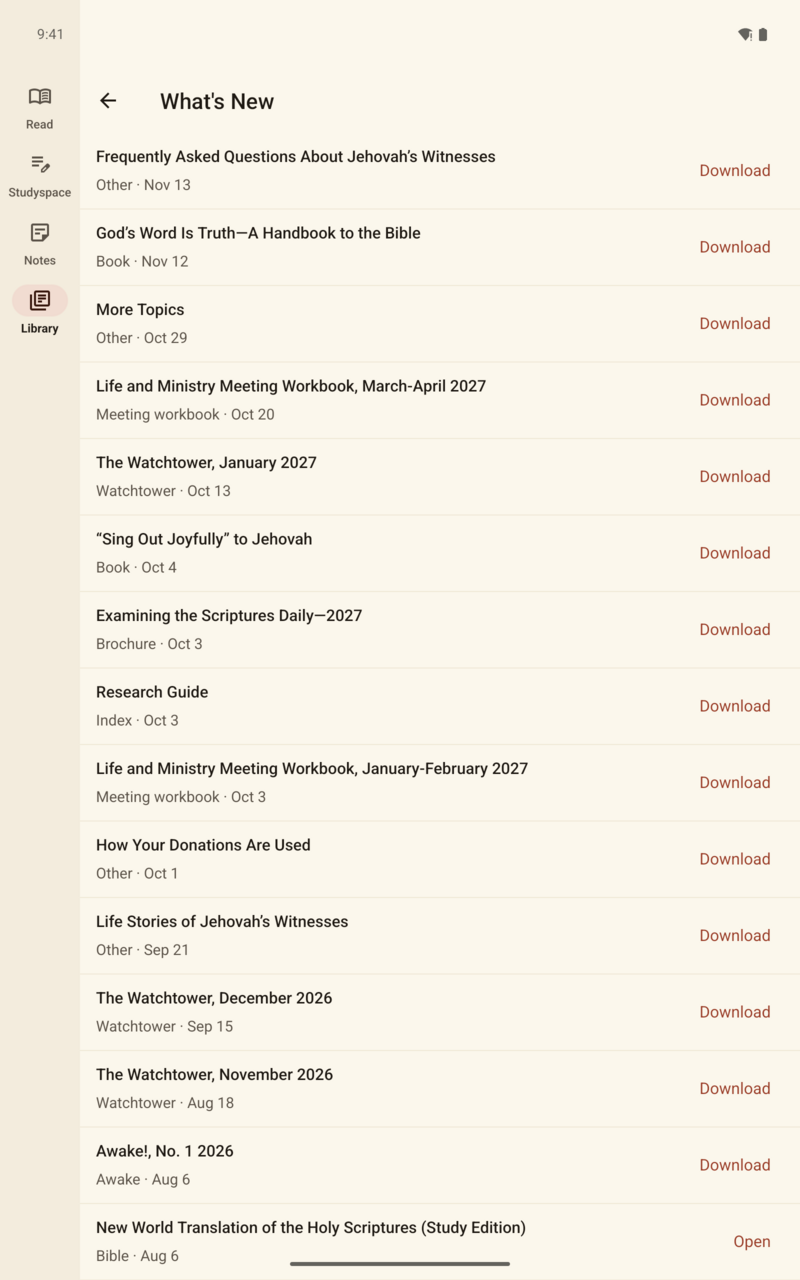 9:41
Read
Studyspace
Notes
Library
What's New
Frequently Asked Questions About Jehovah’s Witnesses
Other · Nov 13
Download
God’s Word Is Truth—A Handbook to the Bible
Book · Nov 12
Download
More Topics
Other · Oct 29
Download
Life and Ministry Meeting Workbook, March-April 2027
Meeting workbook · Oct 20
Download
The Watchtower, January 2027
Watchtower · Oct 13
Download
“Sing Out Joyfully” to Jehovah
Book · Oct 4
Download
Examining the Scriptures Daily—2027
Brochure · Oct 3
Download
Research Guide
Index · Oct 3
Download
Life and Ministry Meeting Workbook, January-February 2027
Meeting workbook · Oct 3
Download
How Your Donations Are Used
Other · Oct 1
Download
Life Stories of Jehovah’s Witnesses
Other · Sep 21
Download
The Watchtower, December 2026
Watchtower · Sep 15
Download
The Watchtower, November 2026
Watchtower · Aug 18
Download
Awake!, No. 1 2026
Awake · Aug 6
Download
New World Translation of the Holy Scriptures (Study Edition)
Bible · Aug 6
Open